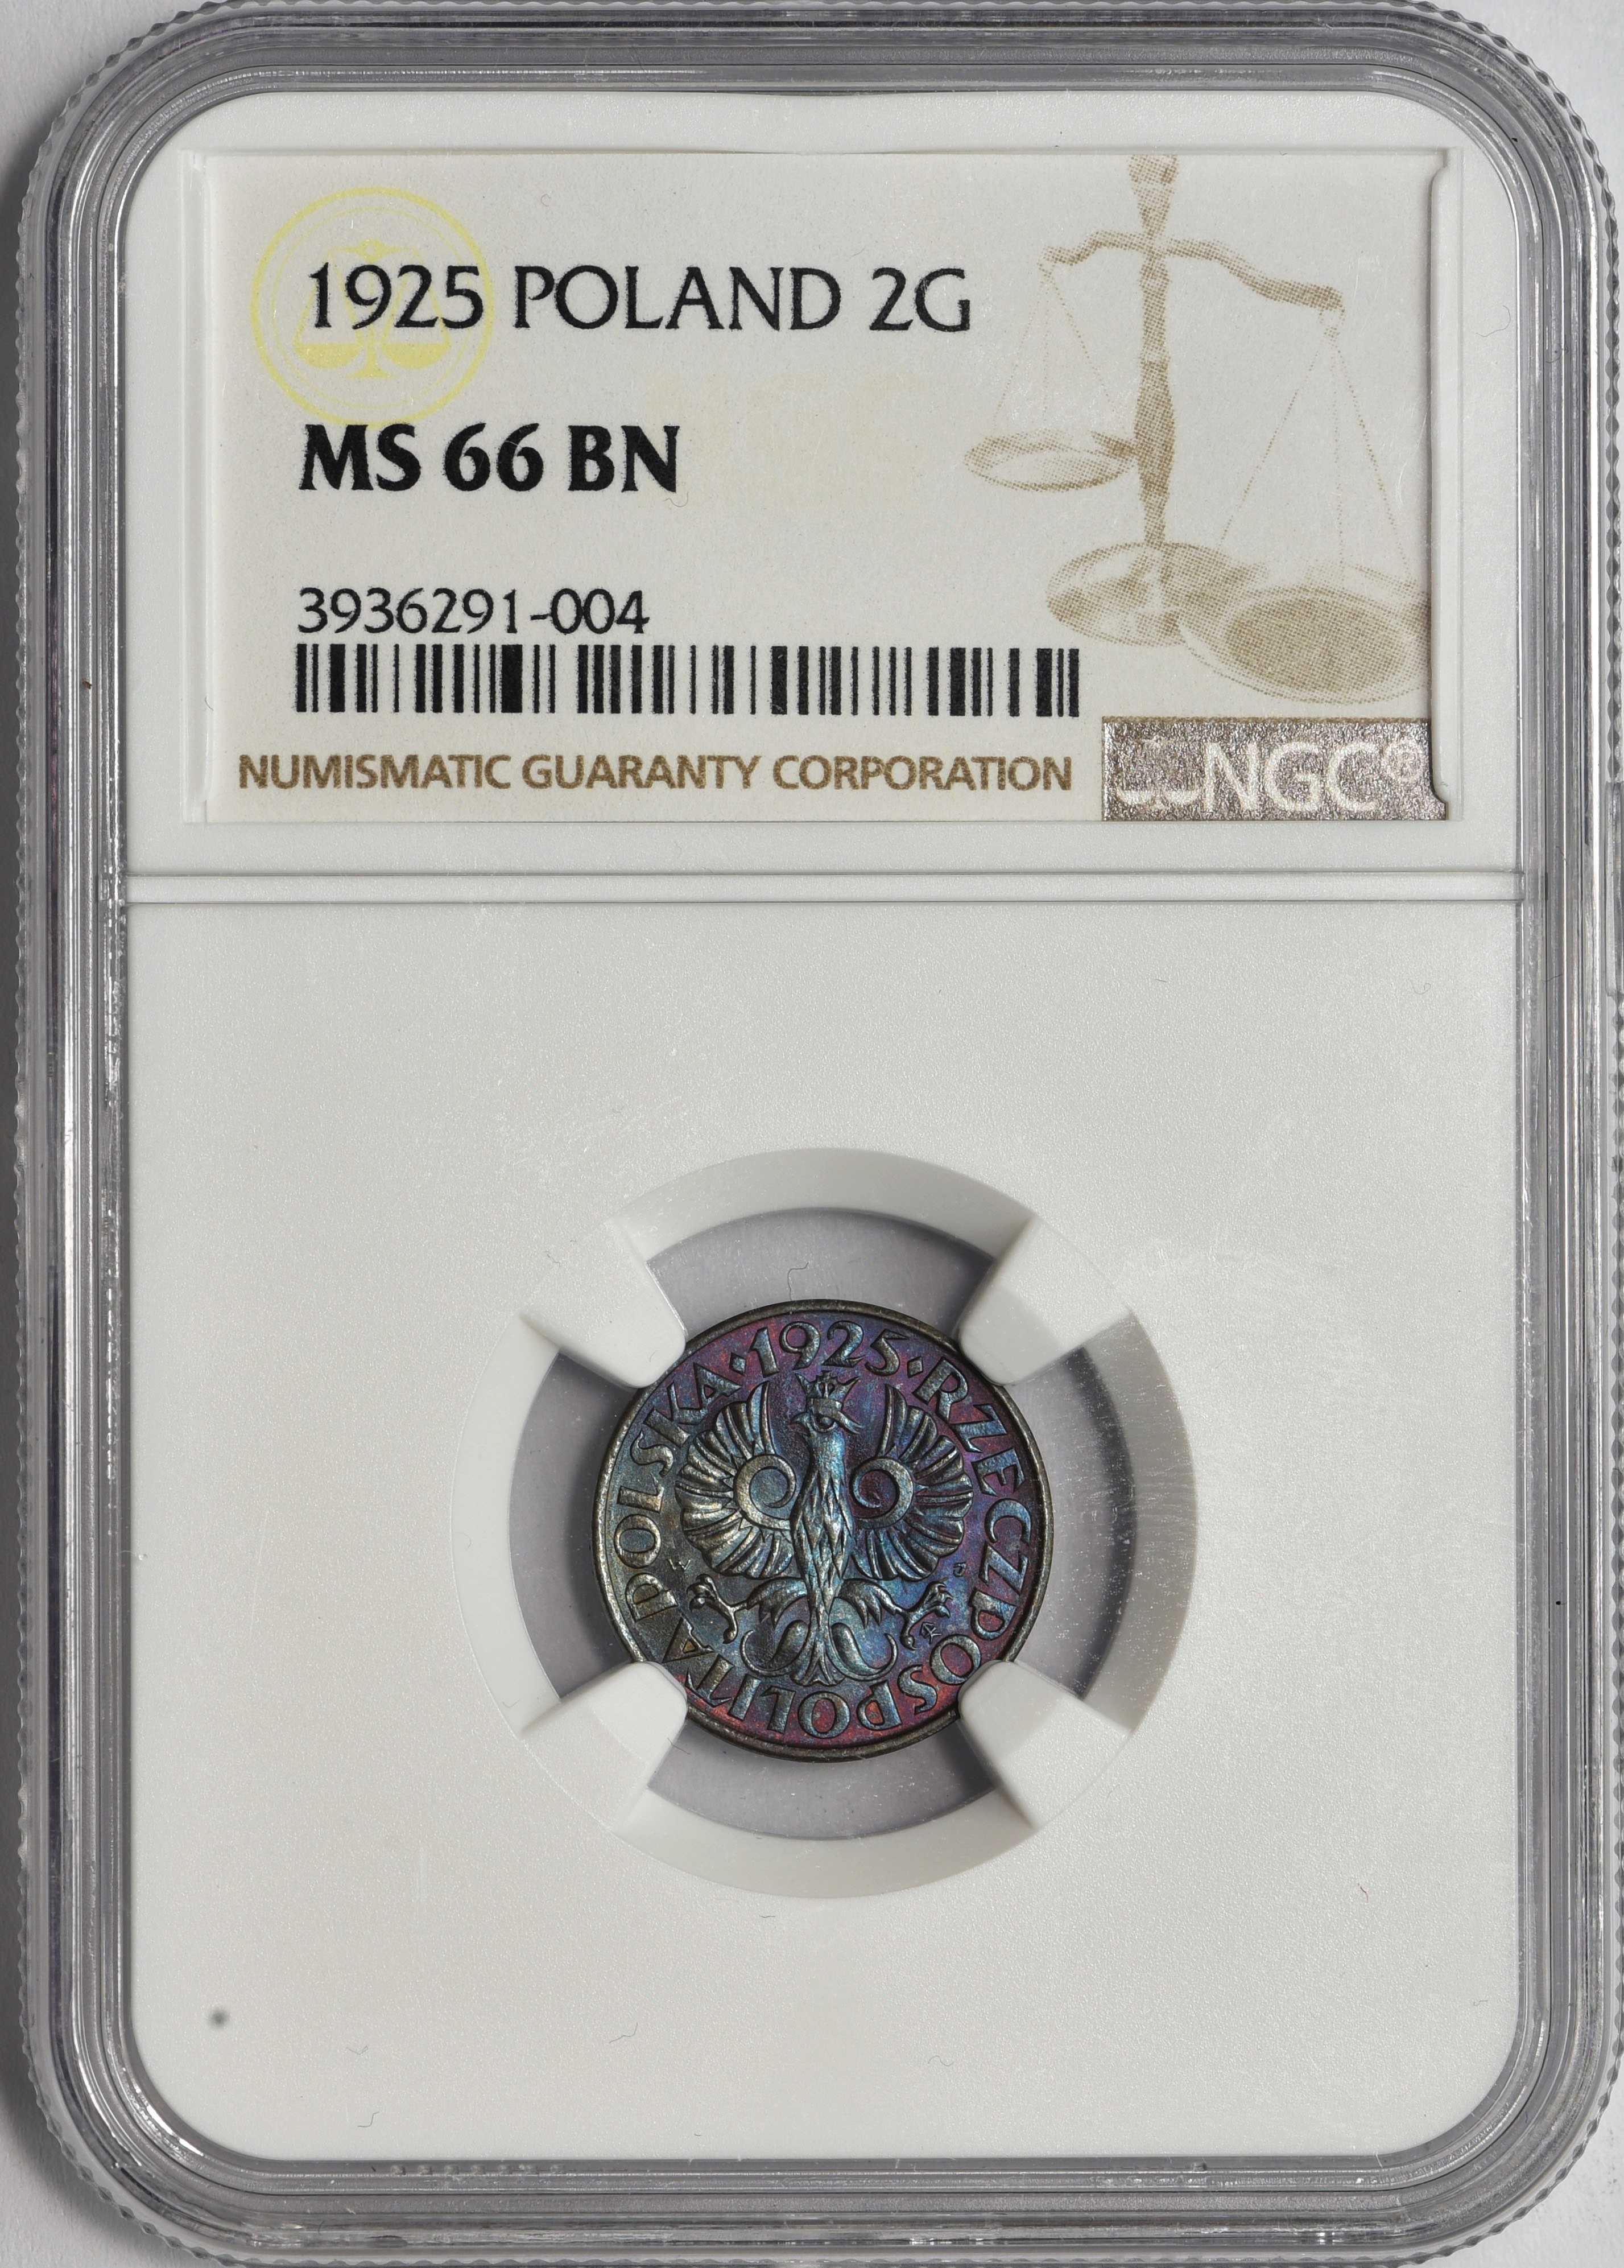 1925 POLAND 2G
MS 66 BN
3936291-004
NUMISMATIC GUARANTY CORPORATION
NGC®
·1925·RZECZPOSPOLITA POLSKA